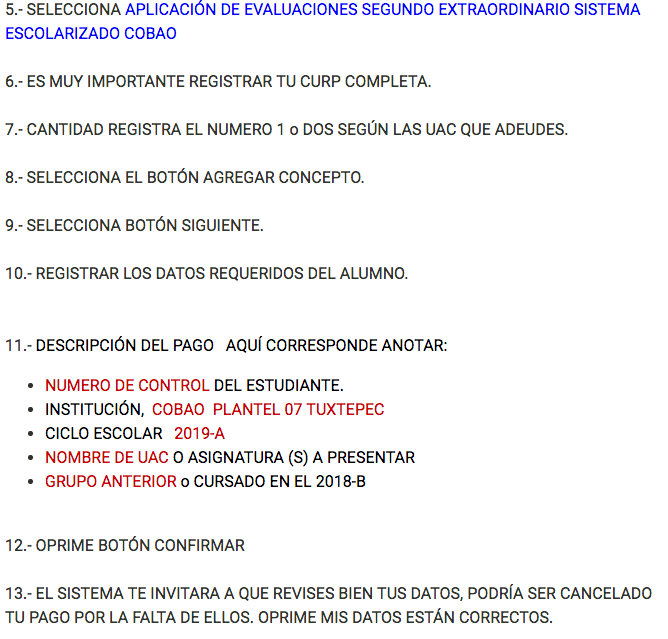 5.- SELECCIONA APLICACIÓN DE EVALUACIONES SEGUNDO EXTRAORDINARIO SISTEMA
ESCOLARIZADO COBAO
6.- ES MUY IMPORTANTE REGISTRAR TU CURP COMPLETA.
7.- CANTIDAD REGISTRA EL NUMERO 1 o DOS SEGÚN LAS UAC QUE ADEUDES.
8.- SELECCIONA EL BOTÓN AGREGAR CONCEPTO.
9.- SELECCIONA BOTÓN SIGUIENTE.
10.- REGISTRAR LOS DATOS REQUERIDOS DEL ALUMNO.
11.- DESCRIPCIÓN DEL PAGO AQUÍ CORRESPONDE ANOTAR:
• NUMERO DE CONTROL DEL ESTUDIANTE.
• INSTITUCIÓN, COBAO PLANTEL 07 TUXTEPEC
• CICLO ESCOLAR 2019-A
• NOMBRE DE UAC O ASIGNATURA (S) A PRESENTAR
• GRUPO ANTERIOR o CURSADO EN EL 2018-B
12.- OPRIME BOTÓN CONFIRMAR
13.- EL SISTEMA TE INVITARA A QUE REVISES BIEN TUS DATOS, PODRÍA SER CANCELADO
TU PAGO POR LA FALTA DE ELLOS. OPRIME MIS DATOS ESTÁN CORRECTOS.